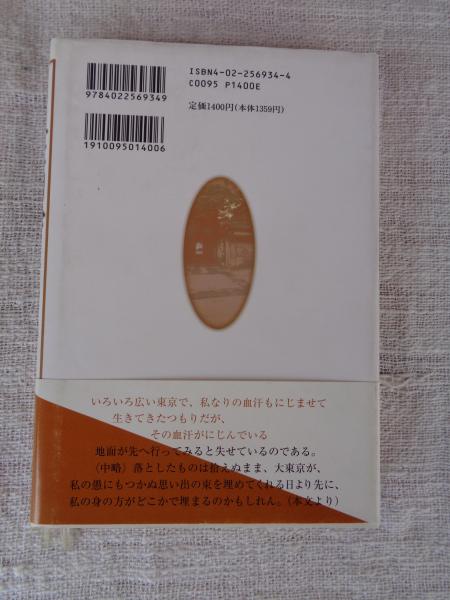 ISBN4-02-256934-4
C0095 P1400E
定価1400円(本体1359円)
9784022569349
1910095014006
いろいろ広い東京で、私なりの血汗もにじませて
生きてきたつもりだが、
その血汗がにじんでいる
地面が先へ行ってみると失せているのである。
(中略)落としたものは拾えぬまま、大東京が、
私の愚にもつかぬ思い出の束を埋めてくれる日より先に、
私の身の方がどこかで埋まるのかもしれん。(本文より)